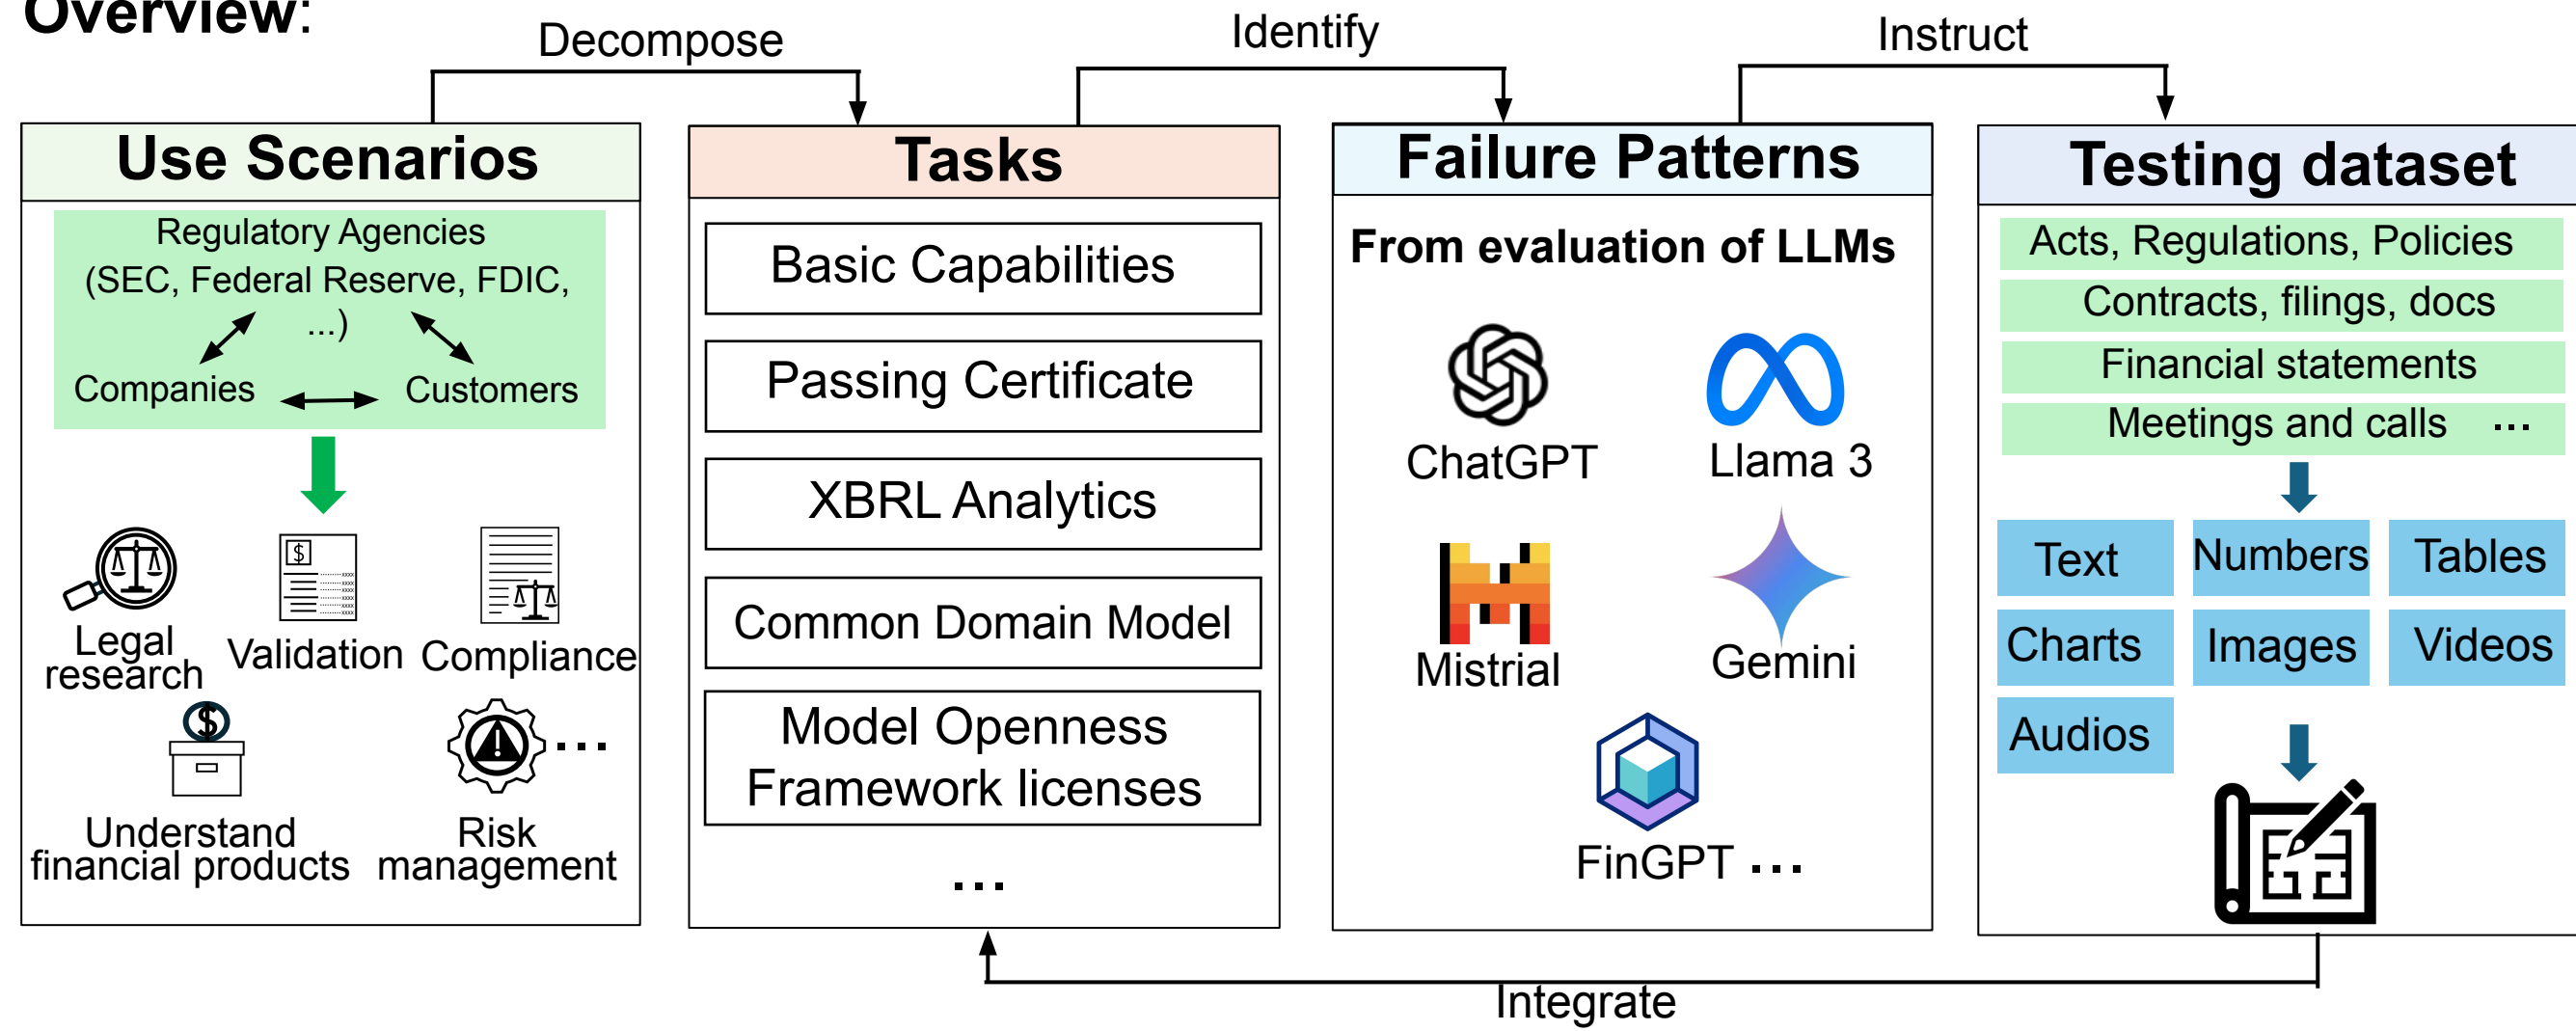 Overview:
Decompose
Identify
Instruct
Use Scenarios
Regulatory Agencies
(SEC, Federal Reserve, FDIC,
...)
Companies
Customers
Legal
research
Validation
Compliance
Understand
financial products
Risk
management
...
Tasks
Basic Capabilities
Passing Certificate
XBRL Analytics
Common Domain Model
Model Openness
Framework licenses
...
Failure Patterns
From evaluation of LLMs
ChatGPT
Llama 3
Mistrial
Gemini
FinGPT ...
Testing dataset
Acts, Regulations, Policies
Contracts, filings, docs
Financial statements
Meetings and calls ...
Text
Numbers
Tables
Charts
Images
Videos
Audios
Integrate